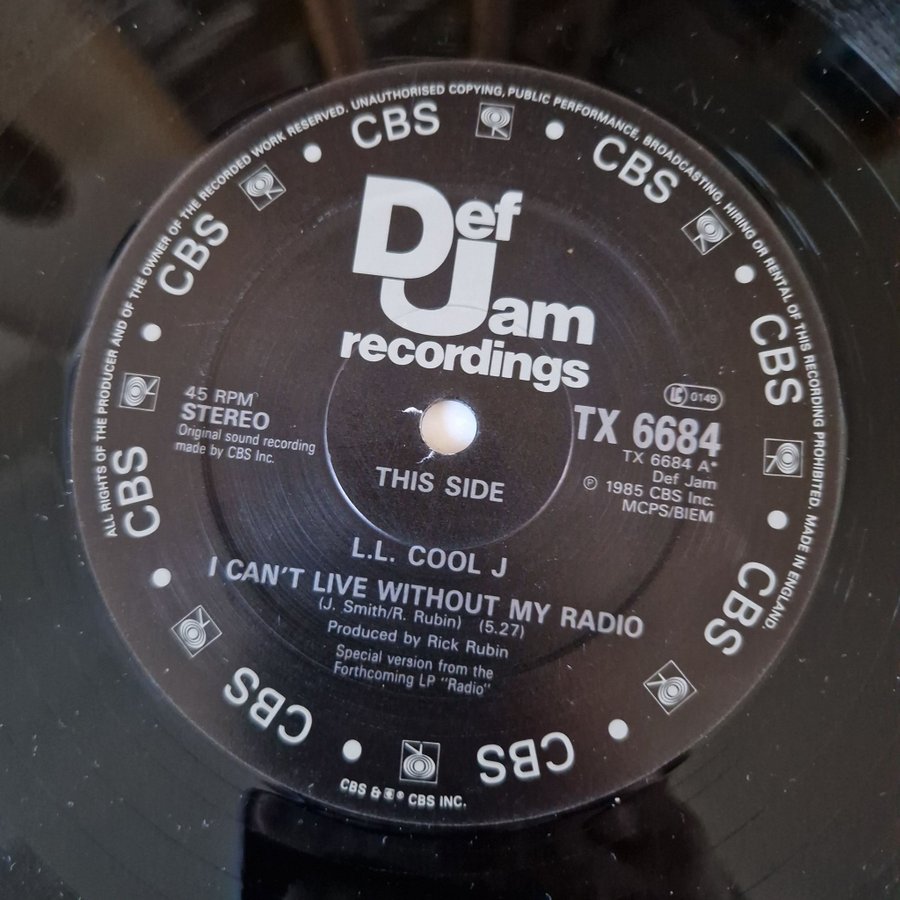 ALL RIGHTS OF THE PRODUCER AND OF THE OWNER OF THE RECORDED WORK RESERVED. UNAUTHORISED COPYING, PUBLIC PERFORMANCE, BROADCASTING, HIRING OR RENTAL OF THIS RECORDING PROHIBITED. MADE IN ENGLAND.
CBS
CBS
CBS
CBS
CBS
CBS
CBS
CBS
Def
Jam
recordings
45 RPM
STEREO
Original sound recording
made by CBS Inc.
LC 0149
TX 6684
TX 6684 A*
Def Jam
℗ 1985 CBS Inc.
MCPS/BIEM
THIS SIDE
L.L. COOL J
I CAN'T LIVE WITHOUT MY RADIO
(J. Smith/R. Rubin) (5.27)
Produced by Rick Rubin
Special version from the
Forthcoming LP "Radio"
CBS & ® CBS INC.